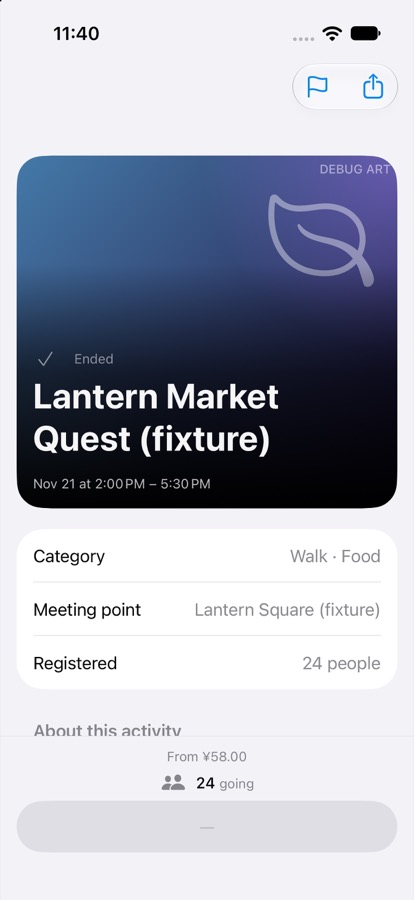 11:40
DEBUG ART
Ended
Lantern Market
Quest (fixture)
Nov 21 at 2:00 PM – 5:30 PM
Category
Walk · Food
Meeting point
Lantern Square (fixture)
Registered
24 people
About this activity
From ¥58.00
24 going
—